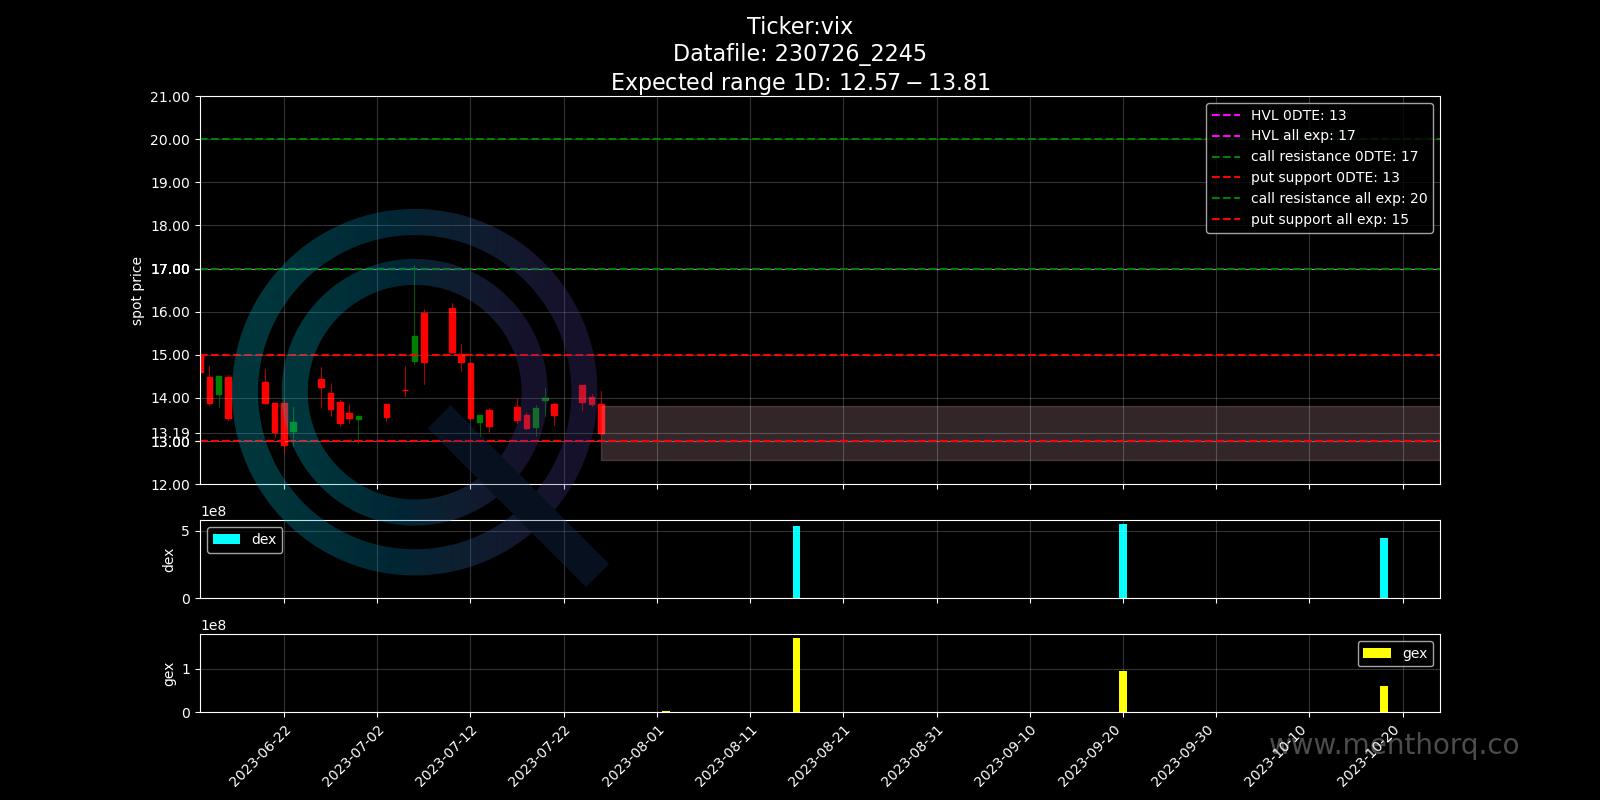 Ticker:vix
Datafile: 230726_2245
Expected range 1D: 12.57 − 13.81
21.00
20.00
19.00
18.00
17.00
16.00
15.00
14.00
13.19
13.00
12.00
spot price
HVL 0DTE: 13
HVL all exp: 17
call resistance 0DTE: 17
put support 0DTE: 13
call resistance all exp: 20
put support all exp: 15
1e8
5
0
dex
dex
1e8
1
0
gex
gex
2023-06-22
2023-07-02
2023-07-12
2023-07-22
2023-08-01
2023-08-11
2023-08-21
2023-08-31
2023-09-10
2023-09-20
2023-09-30
2023-10-10
2023-10-20
www.menthorq.co